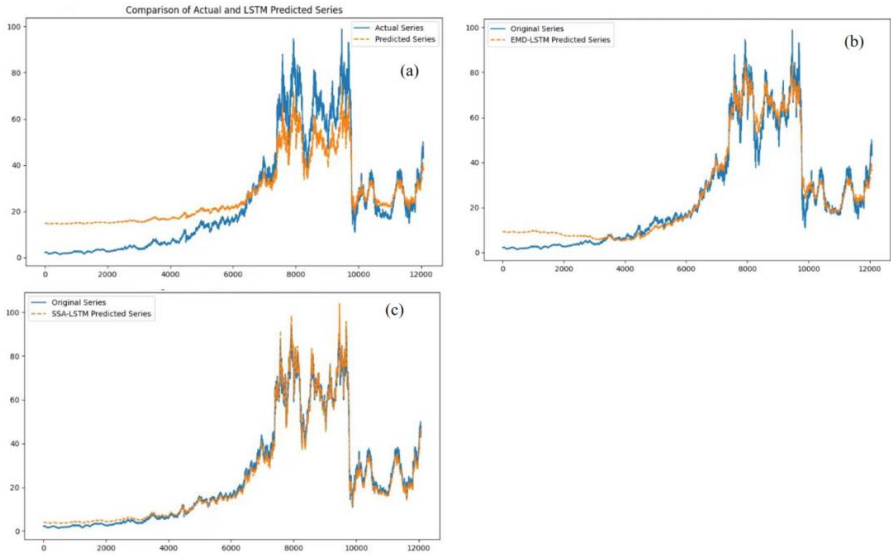 Comparison of Actual and LSTM Predicted Series
Actual Series
Predicted Series
(a)
100
80
60
40
20
0
0 2000 4000 6000 8000 10000 12000
Original Series
EMD-LSTM Predicted Series
(b)
100
80
60
40
20
0
0 2000 4000 6000 8000 10000 12000
Original Series
SSA-LSTM Predicted Series
(c)
100
80
60
40
20
0
0 2000 4000 6000 8000 10000 12000